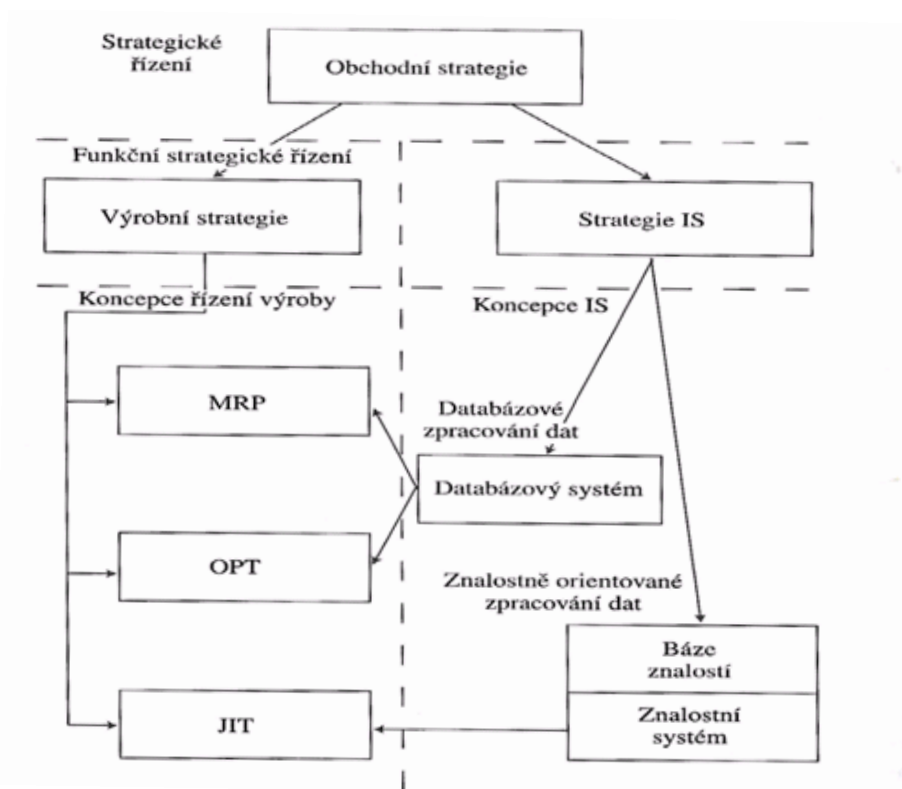 Strategické
řízení
Obchodní strategie
Funkční strategické řízení
Výrobní strategie
Strategie IS
Koncepce řízení výroby
Koncepce IS
MRP
Databázové
zpracování dat
Databázový systém
OPT
Znalostně orientované
zpracování dat
Báze
znalostí
Znalostní
systém
JIT